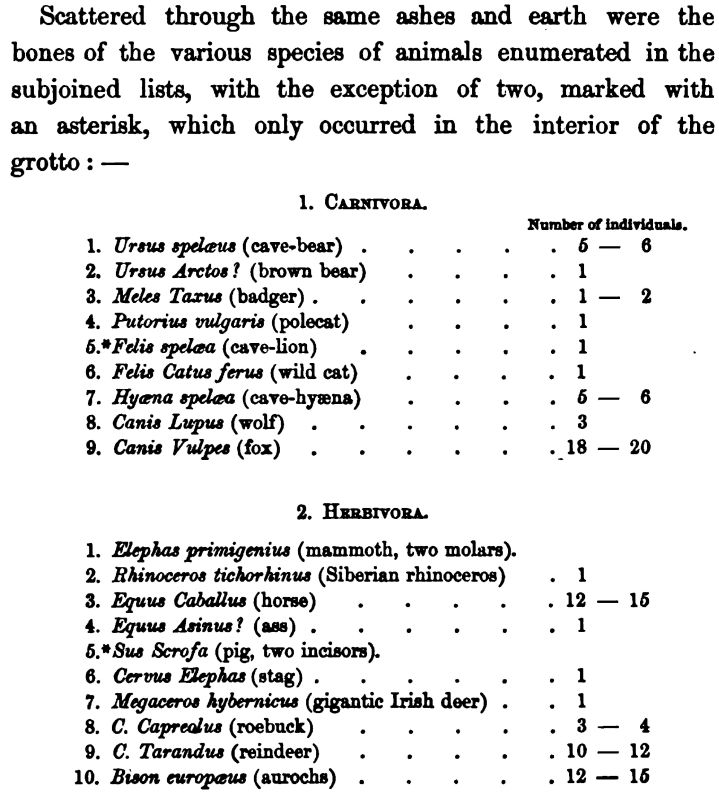 Scattered through the same ashes and earth were the
bones of the various species of animals enumerated in the
subjoined lists, with the exception of two, marked with
an asterisk, which only occurred in the interior of the
grotto : —
1. CARNIVORA.
Number of individuals.
1. Ursus spelæus (cave-bear) . . . . . 5 — 6
2. Ursus Arctos ? (brown bear) . . . . 1
3. Meles Taxus (badger) . . . . . . 1 — 2
4. Putorius vulgaris (polecat) . . . . 1
5.*Felis spelæa (cave-lion) . . . . . 1
6. Felis Catus ferus (wild cat) . . . . 1
7. Hyæna spelæa (cave-hyæna) . . . . 5 — 6
8. Canis Lupus (wolf) . . . . . . 3
9. Canis Vulpes (fox) . . . . . . 18 — 20
2. HERBIVORA.
1. Elephas primigenius (mammoth, two molars).
2. Rhinoceros tichorhinus (Siberian rhinoceros) . 1
3. Equus Caballus (horse) . . . . . 12 — 15
4. Equus Asinus ? (ass) . . . . . . 1
5.*Sus Scrofa (pig, two incisors).
6. Cervus Elephas (stag) . . . . . . 1
7. Megaceros hybernicus (gigantic Irish deer) . . 1
8. C. Capreolus (roebuck) . . . . . 3 — 4
9. C. Tarandus (reindeer) . . . . . 10 — 12
10. Bison europæus (aurochs) . . . . . 12 — 15